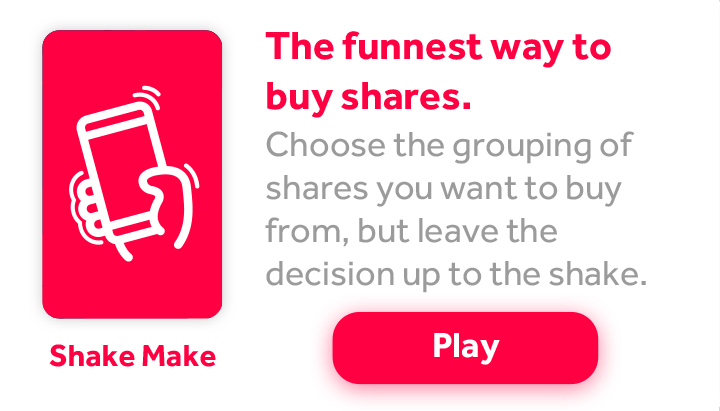 The funnest way to
buy shares.
Choose the grouping of
shares you want to buy
from, but leave the
decision up to the shake.
Play
Shake Make